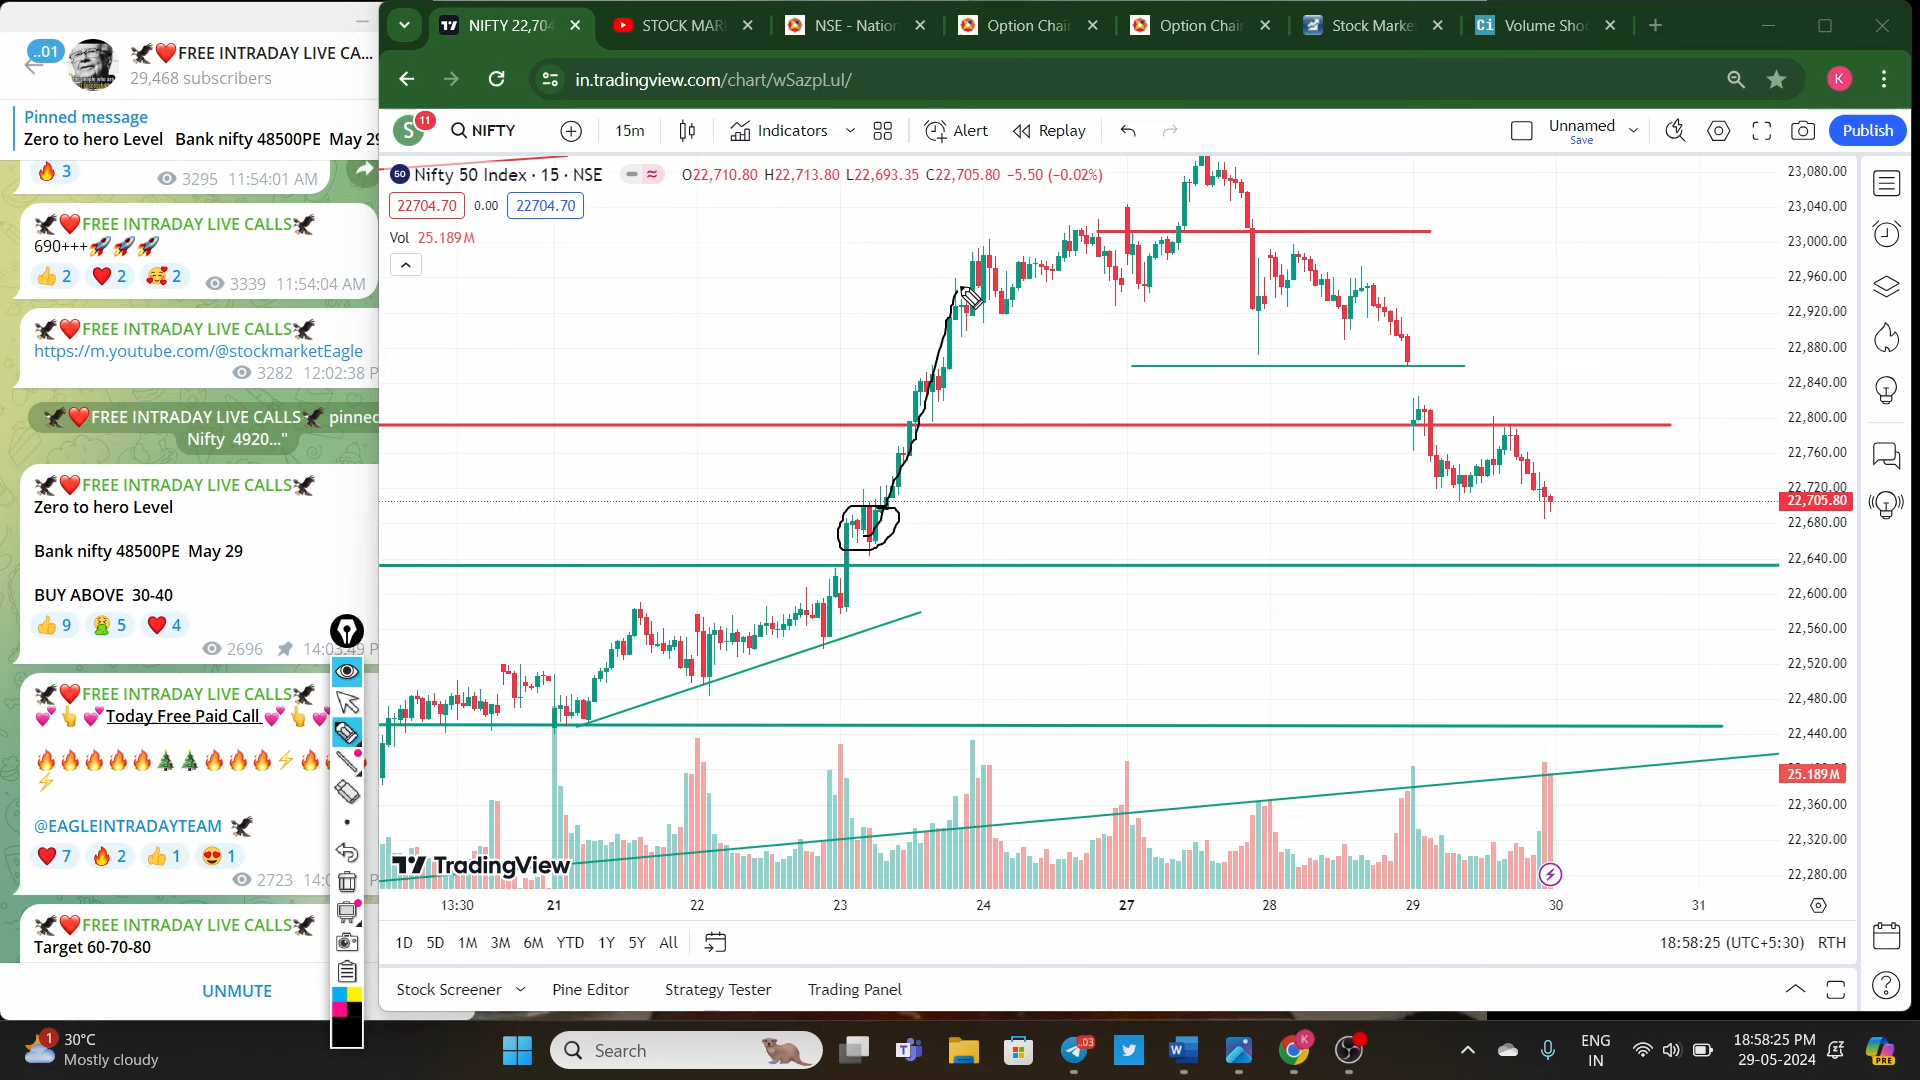 NIFTY 22,704
STOCK MAR
NSE - Nation
Option Chai
Option Chai
Stock Marke
Volume Sho
in.tradingview.com/chart/wSazpLuI/
K
..01
FREE INTRADAY LIVE CA...
29,468 subscribers
Pinned message
Zero to hero Level Bank nifty 48500PE May 29
3
3295 11:54:01 AM
FREE INTRADAY LIVE CALLS
690+++
2 2 2
3339 11:54:04 AM
FREE INTRADAY LIVE CALLS
https://m.youtube.com/@stockmarketEagle
3282 12:02:38 P
FREE INTRADAY LIVE CALLS pinned
Nifty 4920..."
FREE INTRADAY LIVE CALLS
Zero to hero Level
Bank nifty 48500PE May 29
BUY ABOVE 30-40
9 5 4
2696 14:03:49 P
FREE INTRADAY LIVE CALLS
Today Free Paid Call
@EAGLEINTRADAYTEAM
7 2 1 1
2723
FREE INTRADAY LIVE CALLS
Target 60-70-80
UNMUTE
S 11 NIFTY 15m Indicators Alert Replay Unnamed Save Publish
50 Nifty 50 Index · 15 · NSE O22,710.80 H22,713.80 L22,693.35 C22,705.80 −5.50 (−0.02%)
22704.70 0.00 22704.70
Vol 25.189M
23,080.00
23,040.00
23,000.00
22,960.00
22,920.00
22,880.00
22,840.00
22,800.00
22,760.00
22,720.00
22,705.80
22,680.00
22,640.00
22,600.00
22,560.00
22,520.00
22,480.00
22,440.00
25.189M
22,360.00
22,320.00
22,280.00
TradingView
13:30 21 22 23 24 27 28 29 30 31
1D 5D 1M 3M 6M YTD 1Y 5Y All
18:58:25 (UTC+5:30) RTH
Stock Screener Pine Editor Strategy Tester Trading Panel
1 30°C
Mostly cloudy
Search
..03
ENG
IN
18:58:25 PM
29-05-2024
PRE